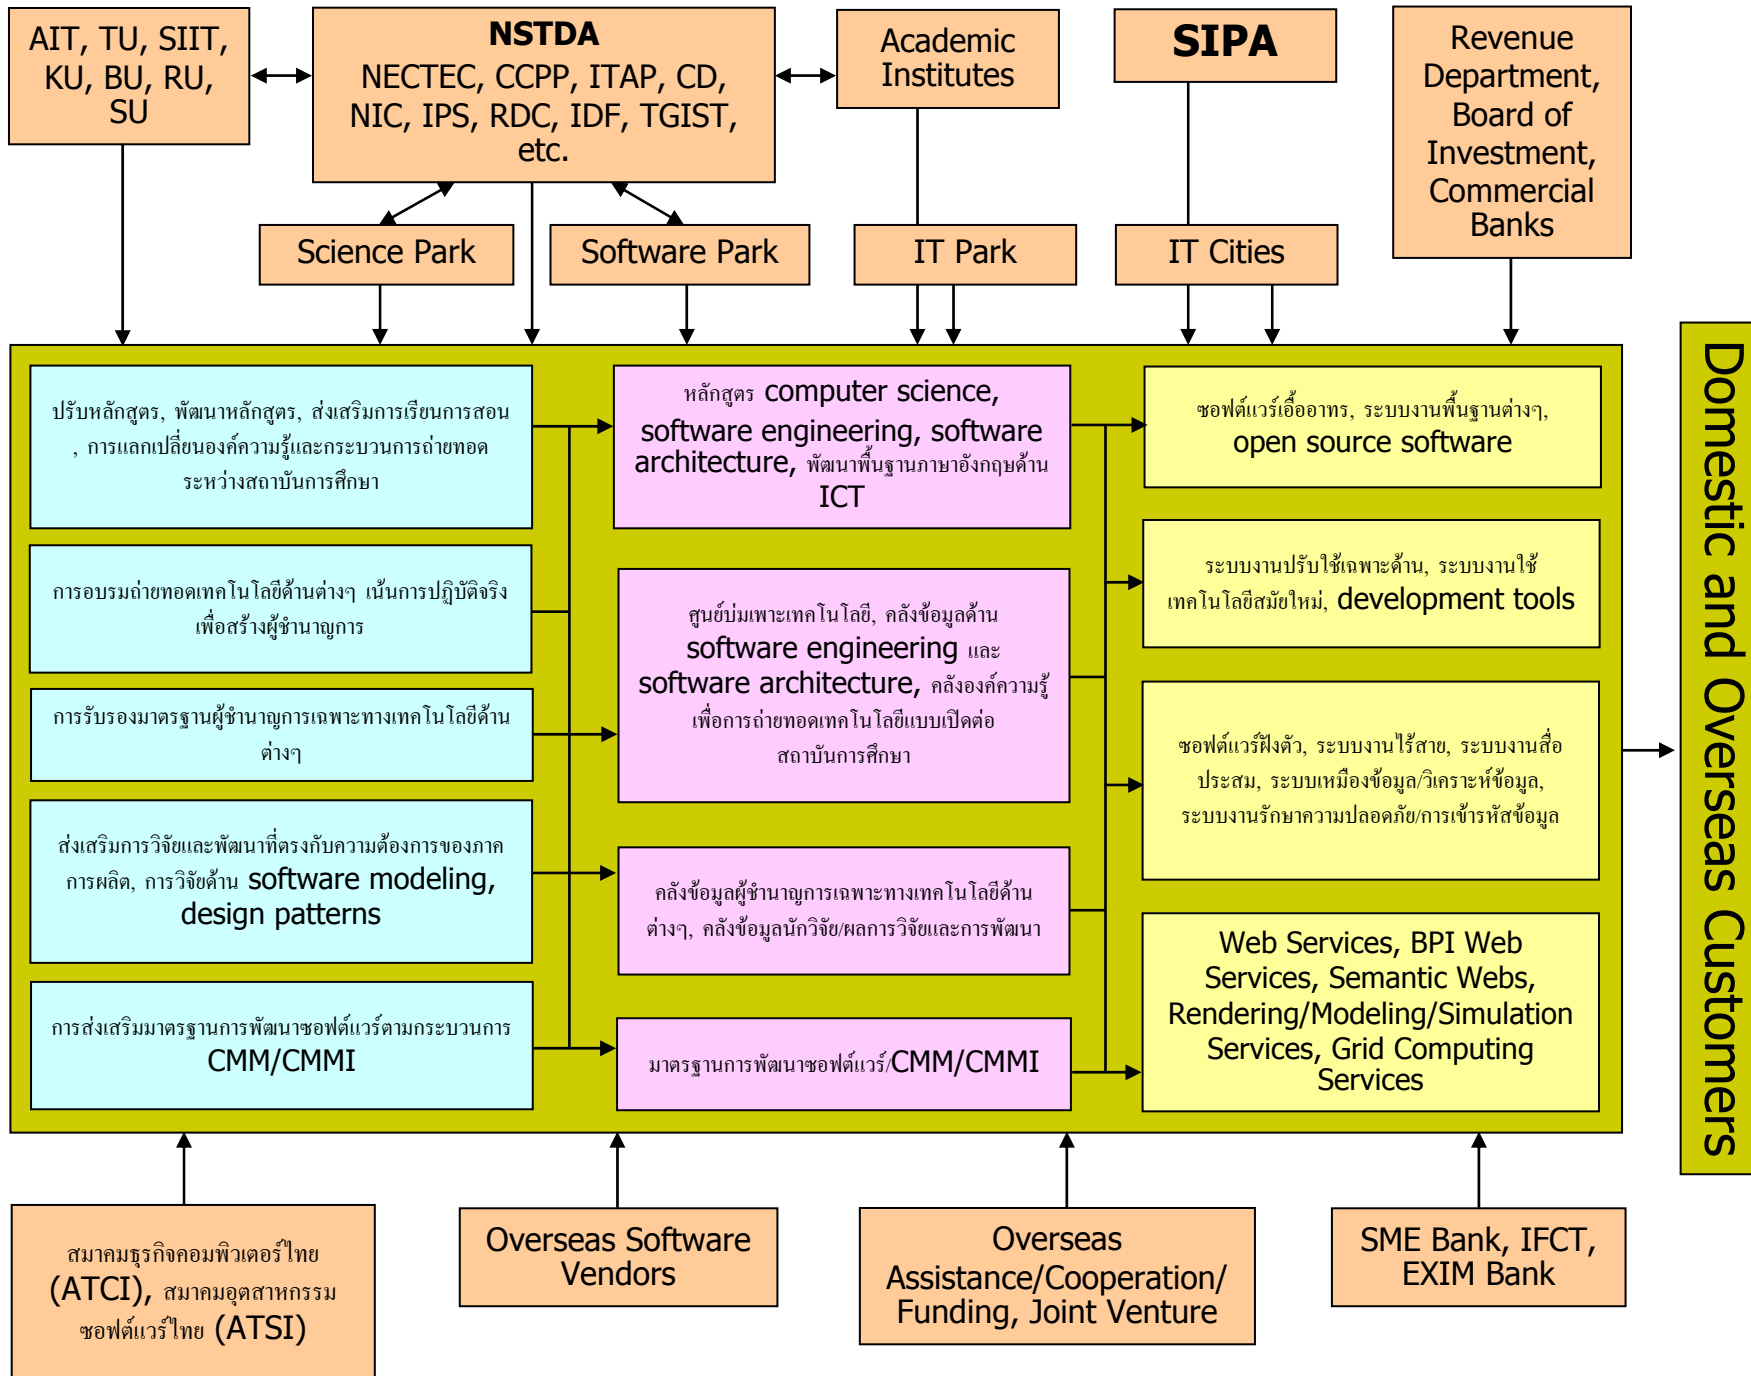 AIT, TU, SIIT,
KU, BU, RU,
SU
NSTDA
NECTEC, CCPP, ITAP, CD,
NIC, IPS, RDC, IDF, TGIST,
etc.
Academic
Institutes
SIPA
Revenue
Department,
Board of
Investment,
Commercial
Banks
Science Park
Software Park
IT Park
IT Cities
ปรับหลักสูตร, พัฒนาหลักสูตร, ส่งเสริมการเรียนการสอน
, การแลกเปลี่ยนองค์ความรู้และกระบวนการถ่ายทอด
ระหว่างสถาบันการศึกษา
การอบรมถ่ายทอดเทคโนโลยีด้านต่างๆ เน้นการปฏิบัติจริง
เพื่อสร้างผู้ชำนาญการ
การรับรองมาตรฐานผู้ชำนาญการเฉพาะทางเทคโนโลยีด้าน
ต่างๆ
ส่งเสริมการวิจัยและพัฒนาที่ตรงกับความต้องการของภาค
การผลิต, การวิจัยด้าน software modeling,
design patterns
การส่งเสริมมาตรฐานการพัฒนาซอฟต์แวร์ตามกระบวนการ
CMM/CMMI
หลักสูตร computer science,
software engineering, software
architecture, พัฒนาพื้นฐานภาษาอังกฤษด้าน
ICT
ศูนย์บ่มเพาะเทคโนโลยี, คลังข้อมูลด้าน
software engineering และ
software architecture, คลังองค์ความรู้
เพื่อการถ่ายทอดเทคโนโลยีแบบเปิดต่อ
สถาบันการศึกษา
คลังข้อมูลผู้ชำนาญการเฉพาะทางเทคโนโลยีด้าน
ต่างๆ, คลังข้อมูลนักวิจัย/ผลการวิจัยและการพัฒนา
มาตรฐานการพัฒนาซอฟต์แวร์/CMM/CMMI
ซอฟต์แวร์เอื้ออาทร, ระบบงานพื้นฐานต่างๆ,
open source software
ระบบงานปรับใช้เฉพาะด้าน, ระบบงานใช้
เทคโนโลยีสมัยใหม่, development tools
ซอฟต์แวร์ฝังตัว, ระบบงานไร้สาย, ระบบงานสื่อ
ประสม, ระบบเหมืองข้อมูล/วิเคราะห์ข้อมูล,
ระบบงานรักษาความปลอดภัย/การเข้ารหัสข้อมูล
Web Services, BPI Web
Services, Semantic Webs,
Rendering/Modeling/Simulation
Services, Grid Computing
Services
Domestic and Overseas Customers
สมาคมธุรกิจคอมพิวเตอร์ไทย
(ATCI), สมาคมอุตสาหกรรม
ซอฟต์แวร์ไทย (ATSI)
Overseas Software
Vendors
Overseas
Assistance/Cooperation/
Funding, Joint Venture
SME Bank, IFCT,
EXIM Bank